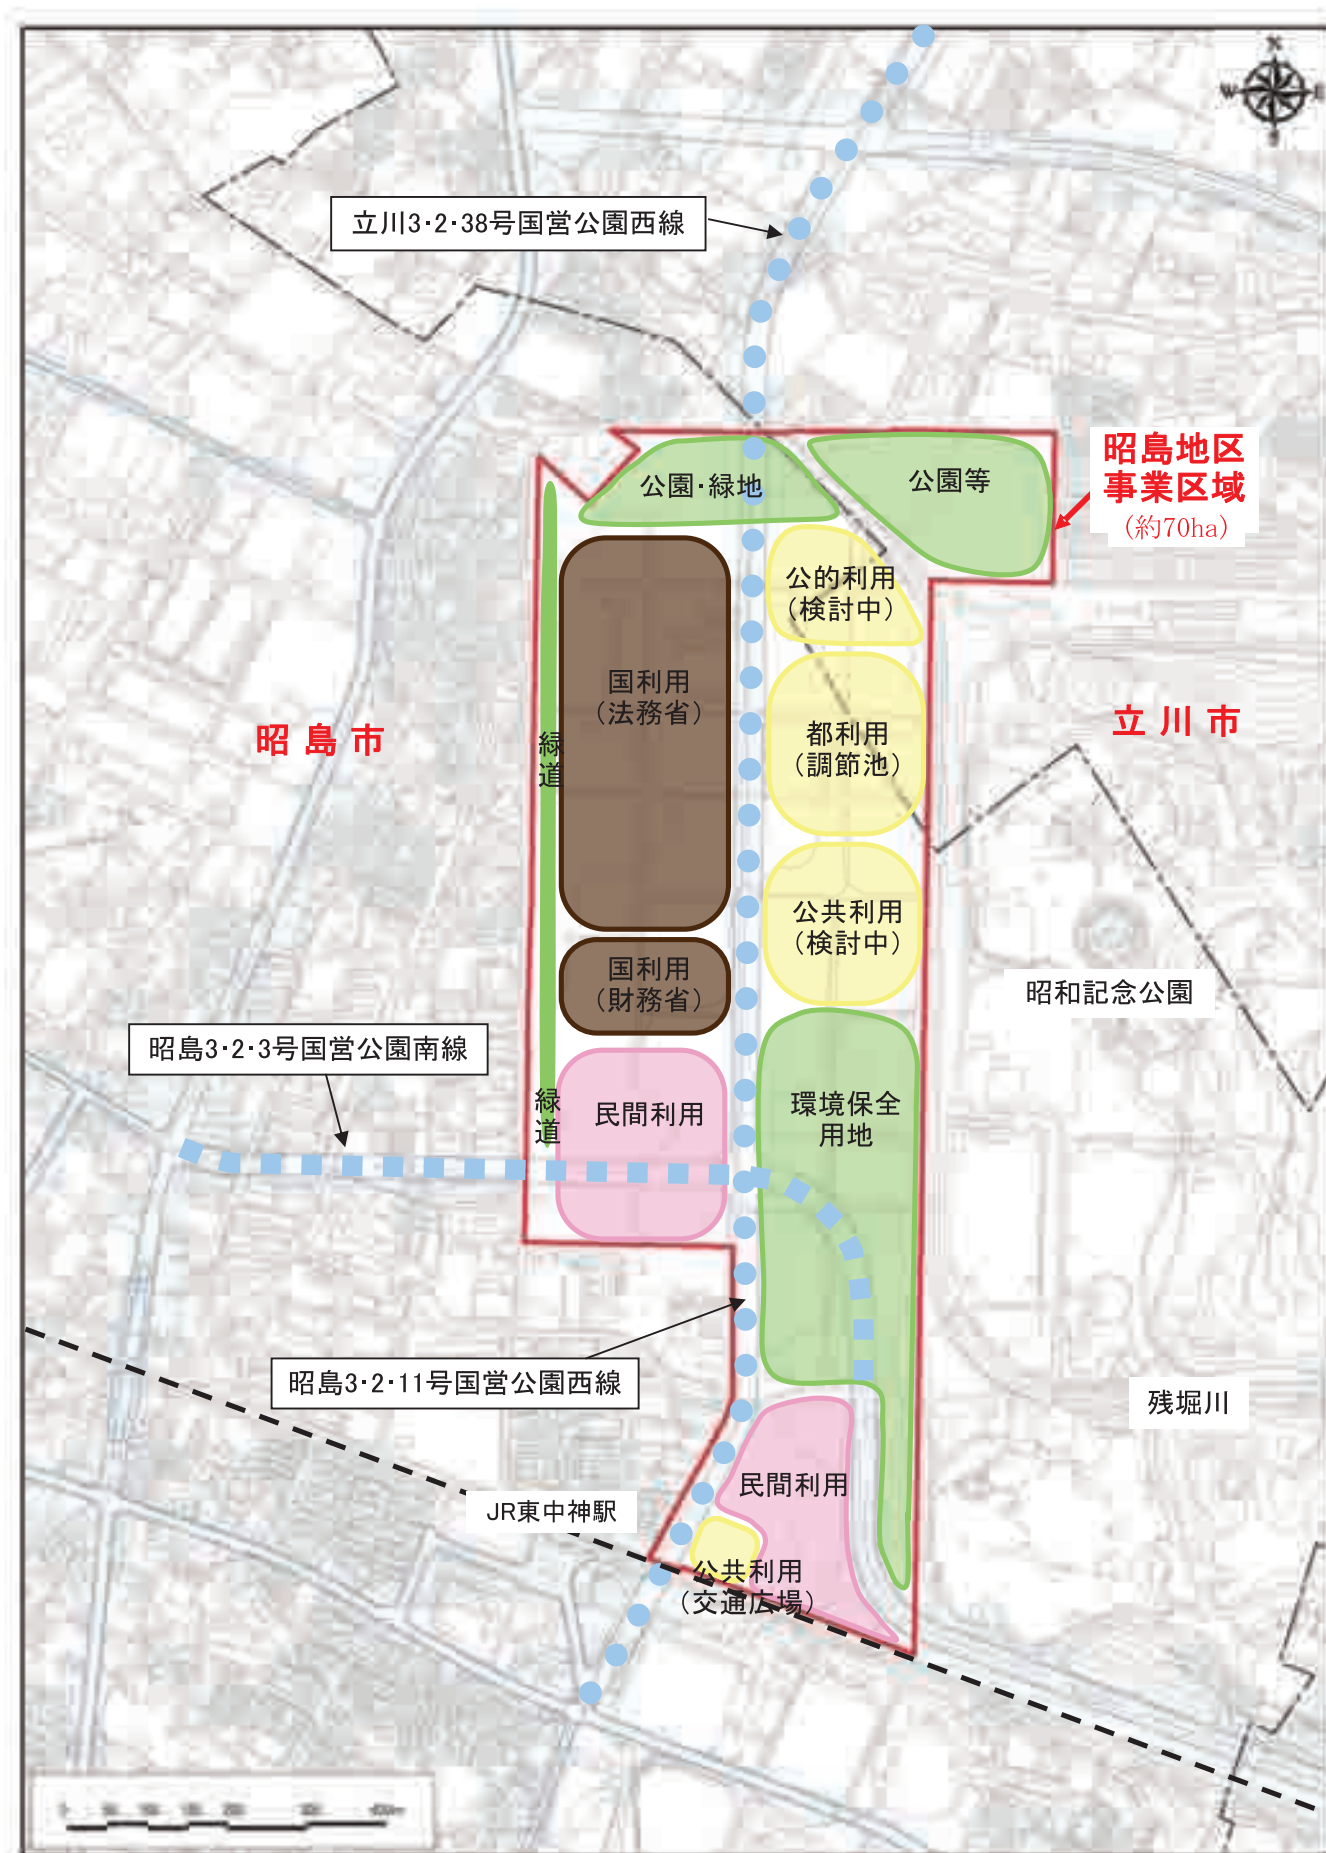 N
W
E
S
立川3・2・38号国営公園西線
昭島地区
事業区域
(約70ha)
公園・緑地
公園等
公的利用
(検討中)
国利用
(法務省)
都利用
(調節池)
緑道
昭島市
立川市
公共利用
(検討中)
国利用
(財務省)
昭和記念公園
昭島3・2・3号国営公園南線
緑道
民間利用
環境保全
用地
昭島3・2・11号国営公園西線
残堀川
民間利用
JR東中神駅
公共利用
(交通広場)